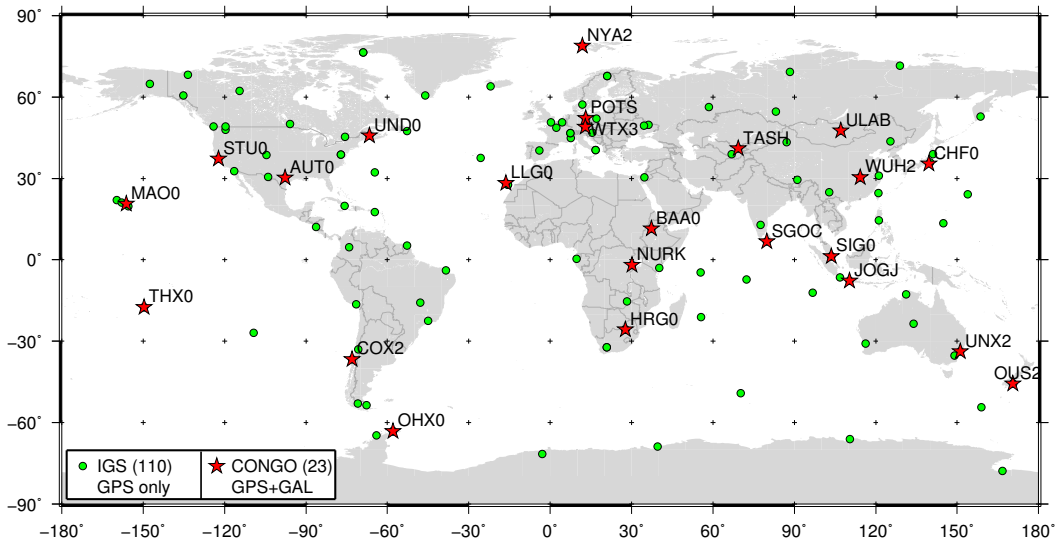 90˚
60˚
30˚
0˚
−30˚
−60˚
−90˚
NYA2
POTS
WTX3
UND0
STU0
AUT0
MAO0
LLG0
TASH
ULAB
CHF0
WUH2
BAA0
SGOC
NURK
SIG0
JOGJ
THX0
HRG0
COX2
UNX2
OUS2
OHX0
IGS (110)
GPS only
CONGO (23)
GPS+GAL
−180˚ −150˚ −120˚ −90˚ −60˚ −30˚ 0˚ 30˚ 60˚ 90˚ 120˚ 150˚ 180˚